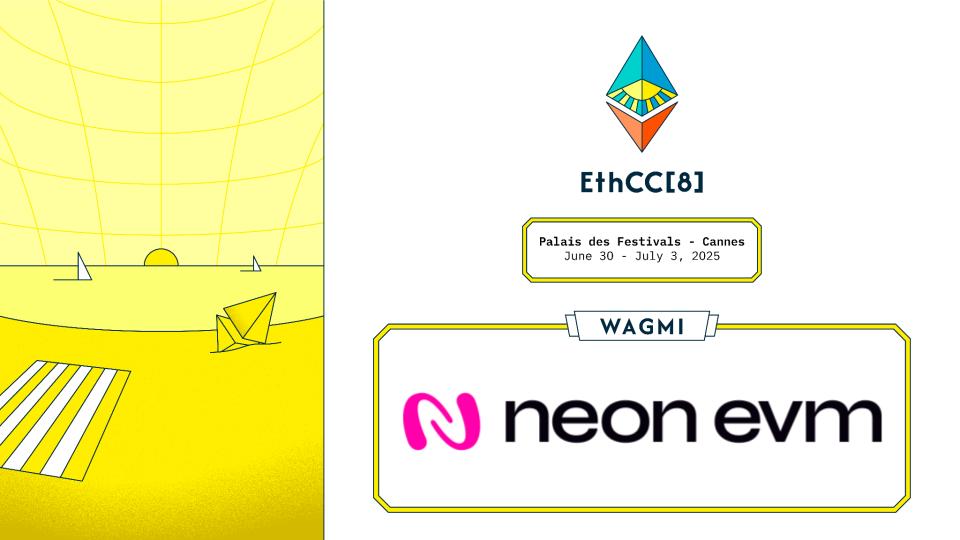 EthCC[8]
Palais des Festivals - Cannes
June 30 - July 3, 2025
WAGMI
neon evm